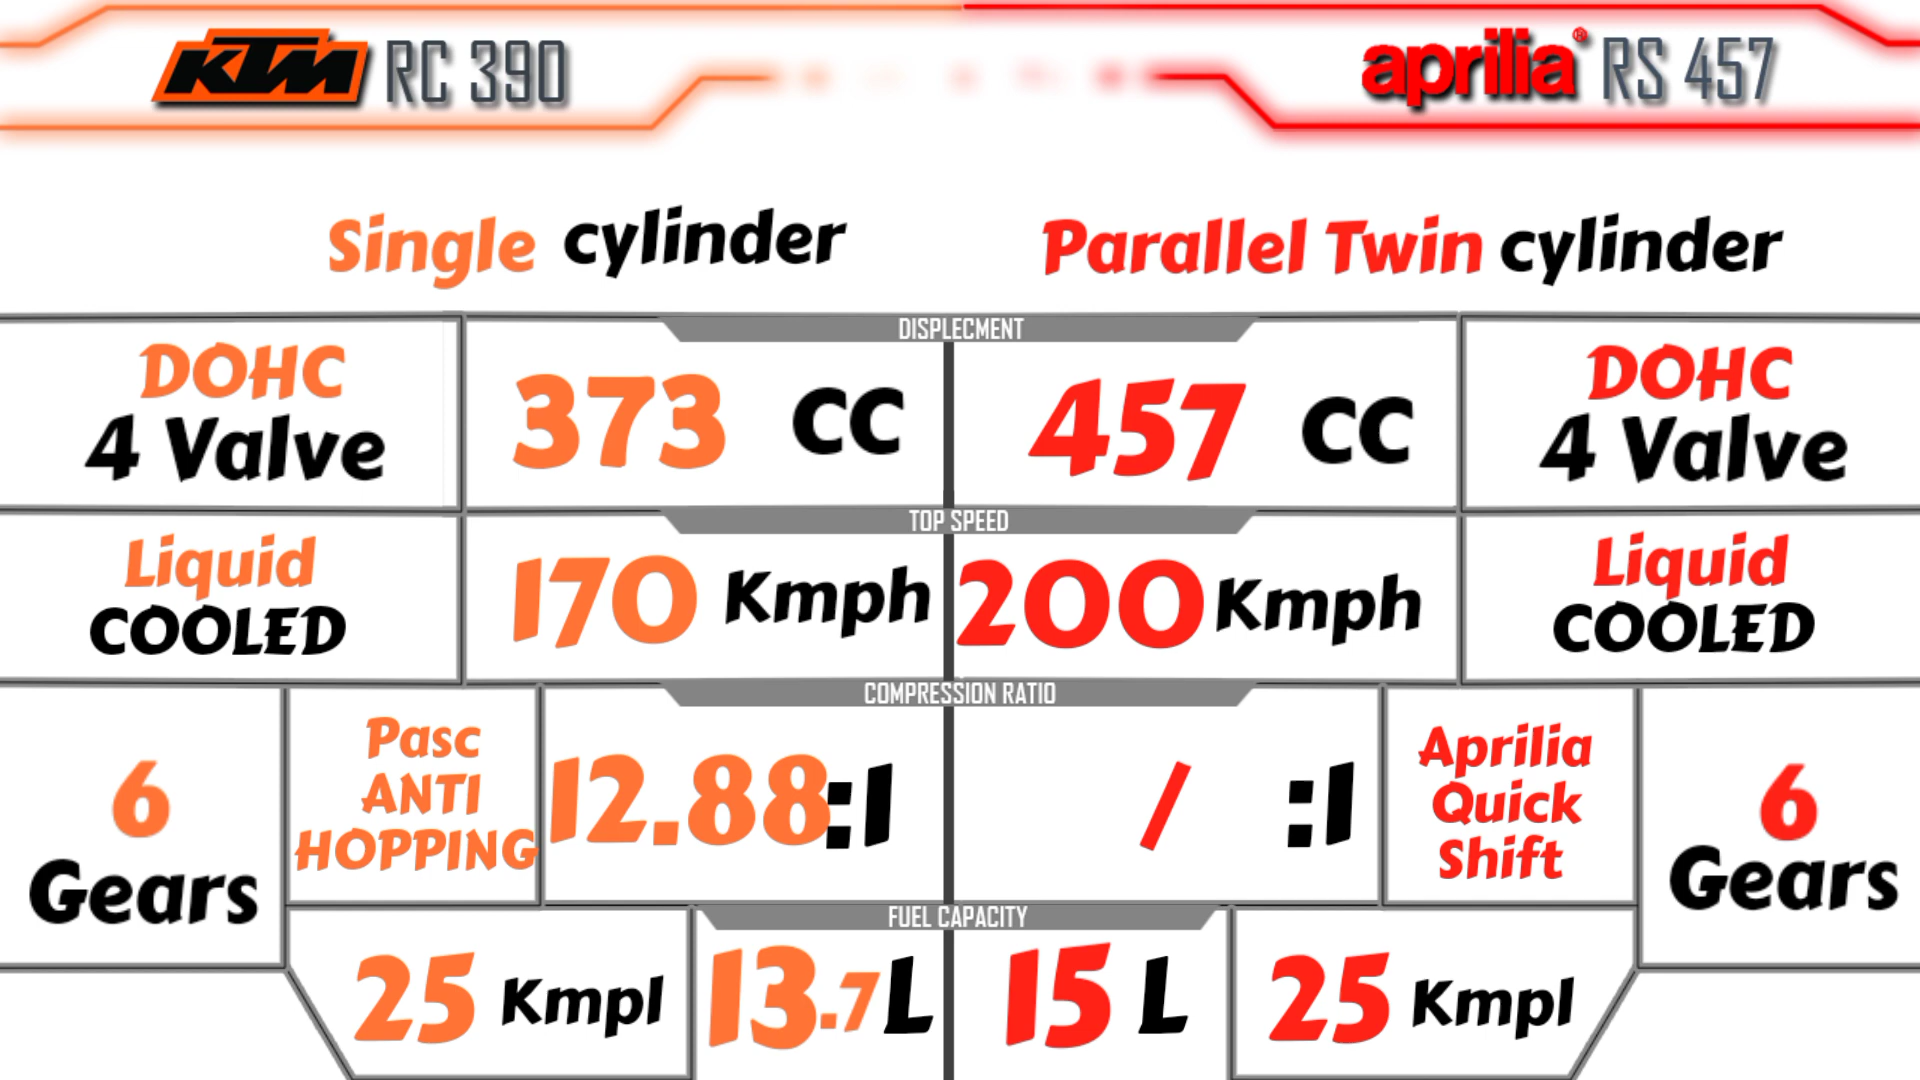 KTM RC 390
aprilia® RS 457
Single cylinder
Parallel Twin cylinder
DISPLECMENT
DOHC
4 Valve
373 CC
457 CC
DOHC
4 Valve
TOP SPEED
Liquid
COOLED
170 Kmph
200 Kmph
Liquid
COOLED
COMPRESSION RATIO
6
Gears
Pasc
ANTI
HOPPING
12.88:1
/ :1
Aprilia
Quick
Shift
6
Gears
FUEL CAPACITY
25 Kmpl
13.7L
15 L
25 Kmpl